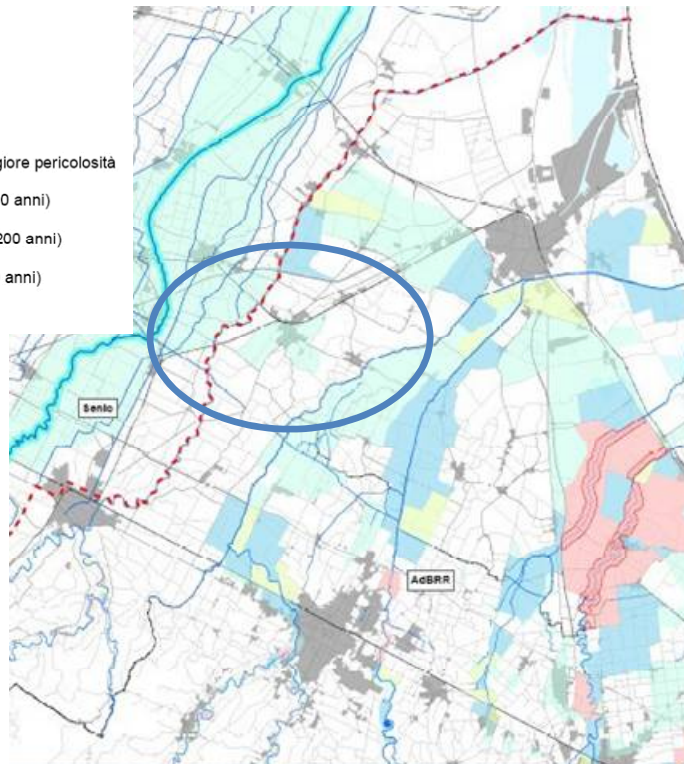 giore pericolosità
0 anni)
200 anni)
anni)
Senio
AdBRR